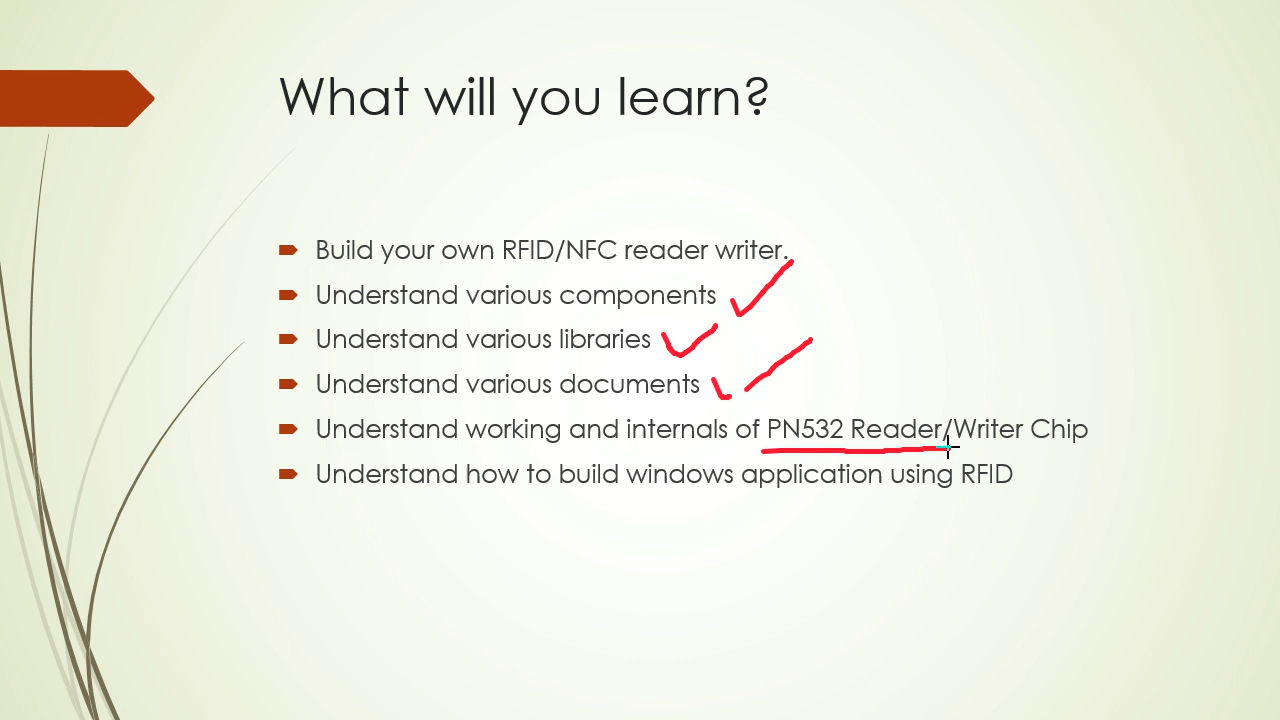 What will you learn?
Build your own RFID/NFC reader writer.
Understand various components
Understand various libraries
Understand various documents
Understand working and internals of PN532 Reader/Writer Chip
Understand how to build windows application using RFID